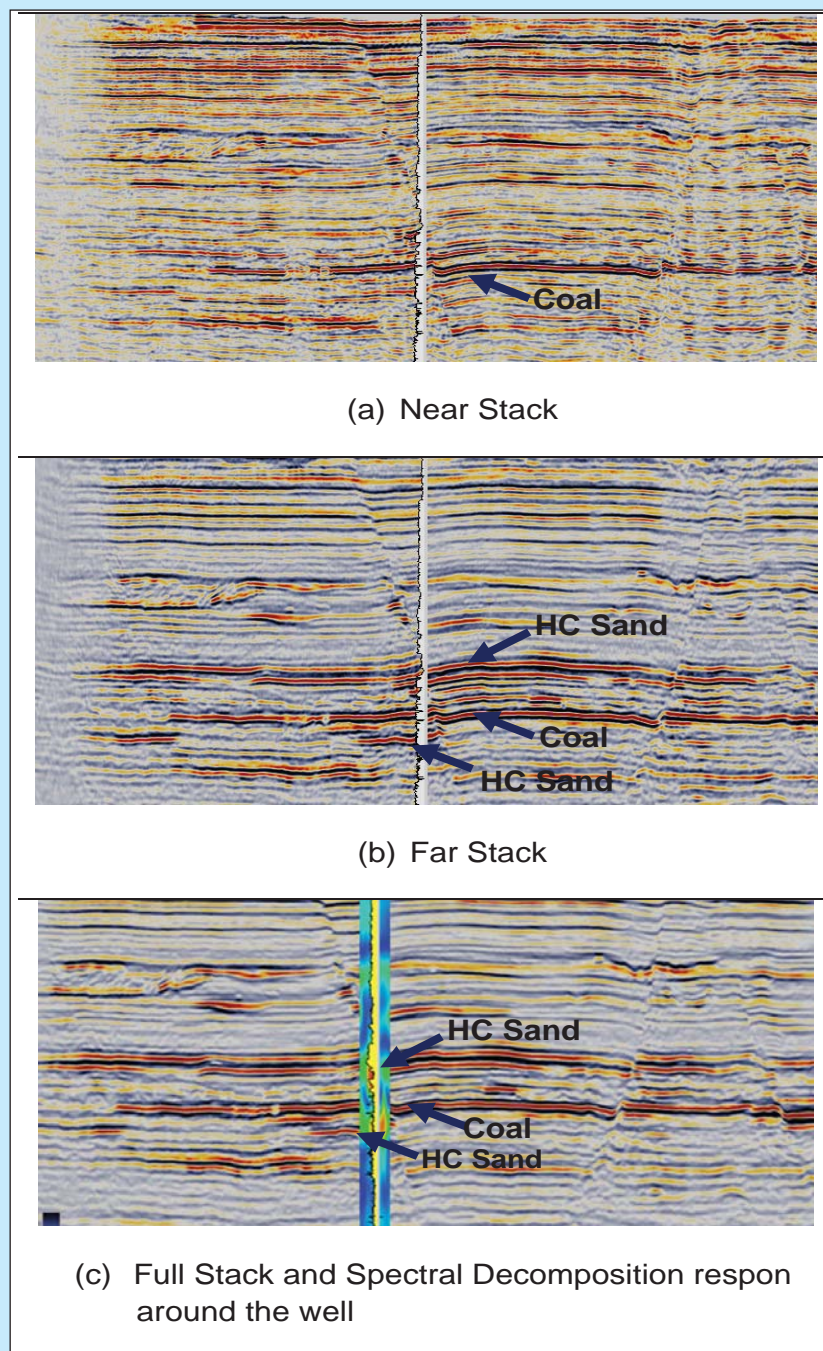 Coal
(a) Near Stack
HC Sand
Coal
HC Sand
(b) Far Stack
HC Sand
Coal
HC Sand
(c) Full Stack and Spectral Decomposition respon
around the well